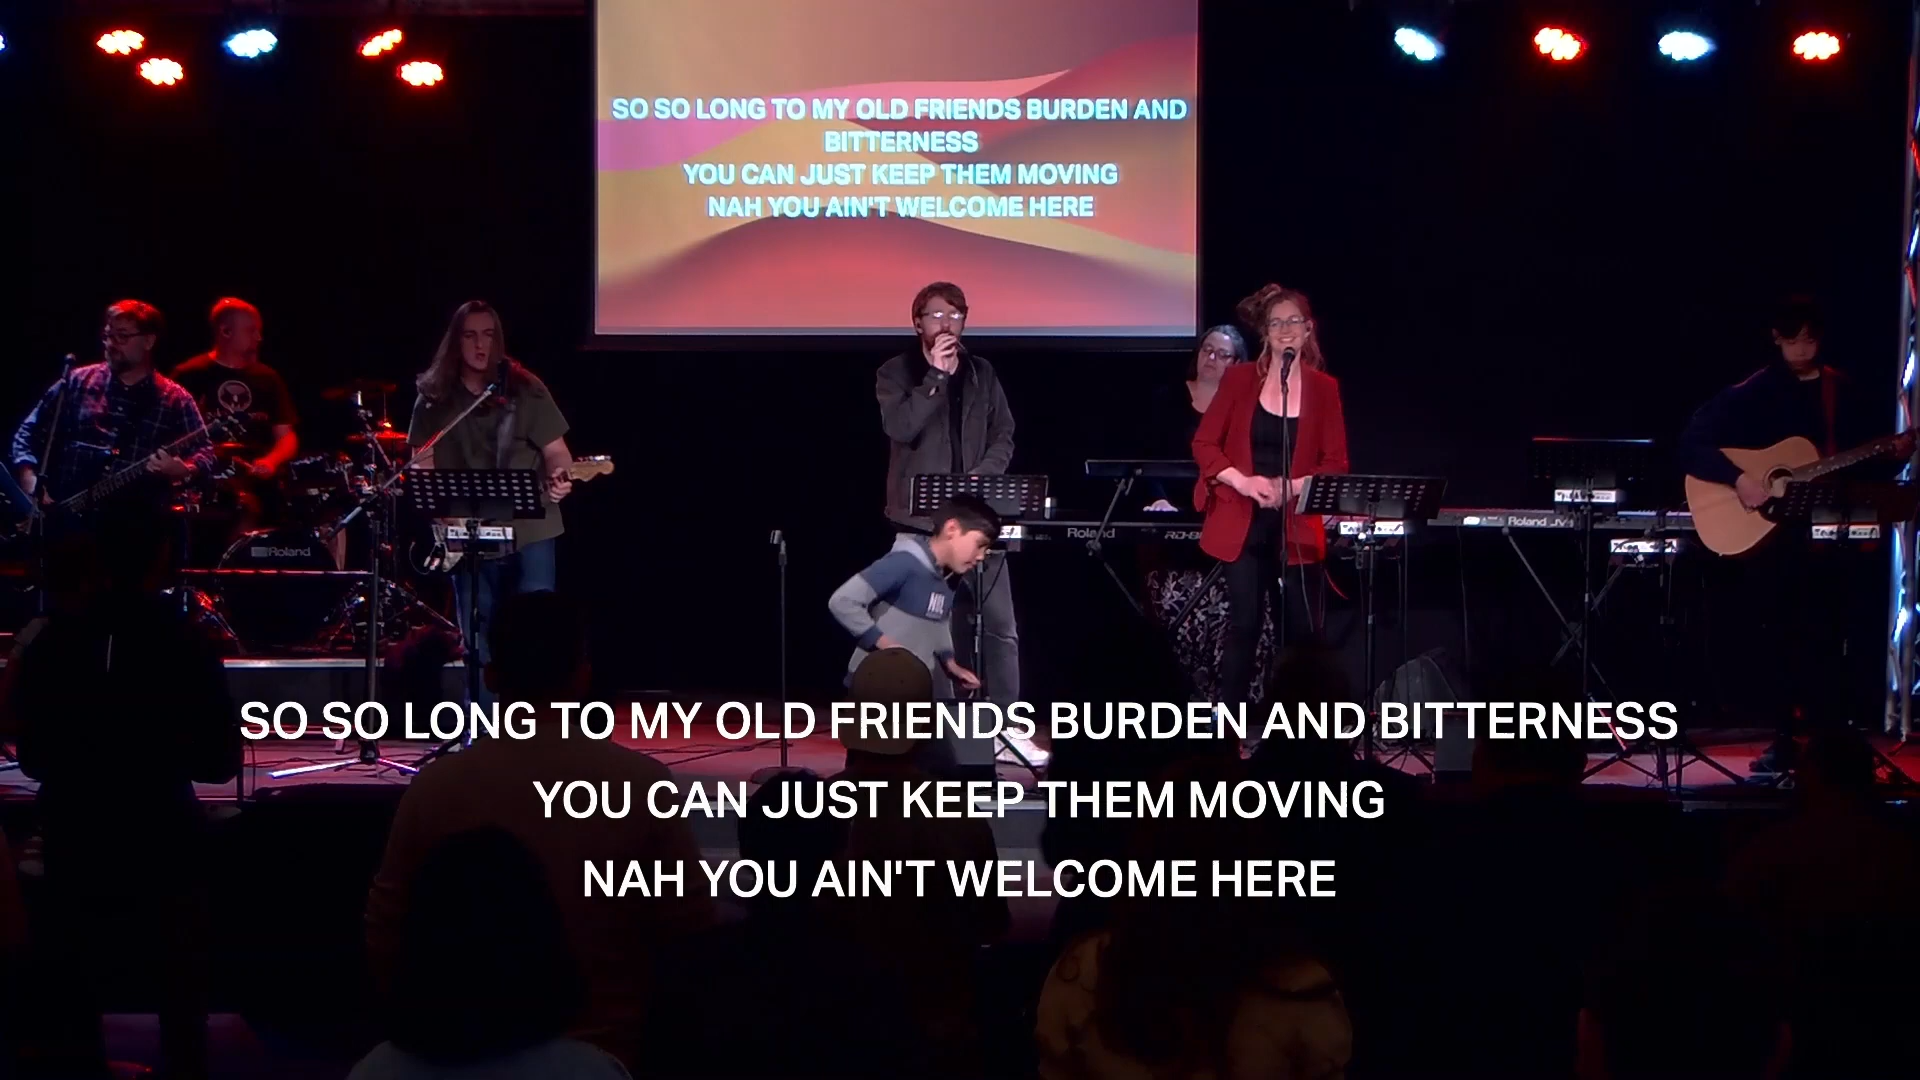 SO SO LONG TO MY OLD FRIENDS BURDEN AND
BITTERNESS
YOU CAN JUST KEEP THEM MOVING
NAH YOU AIN'T WELCOME HERE
Roland
Roland
Roland
SO SO LONG TO MY OLD FRIENDS BURDEN AND BITTERNESS
YOU CAN JUST KEEP THEM MOVING
NAH YOU AIN'T WELCOME HERE